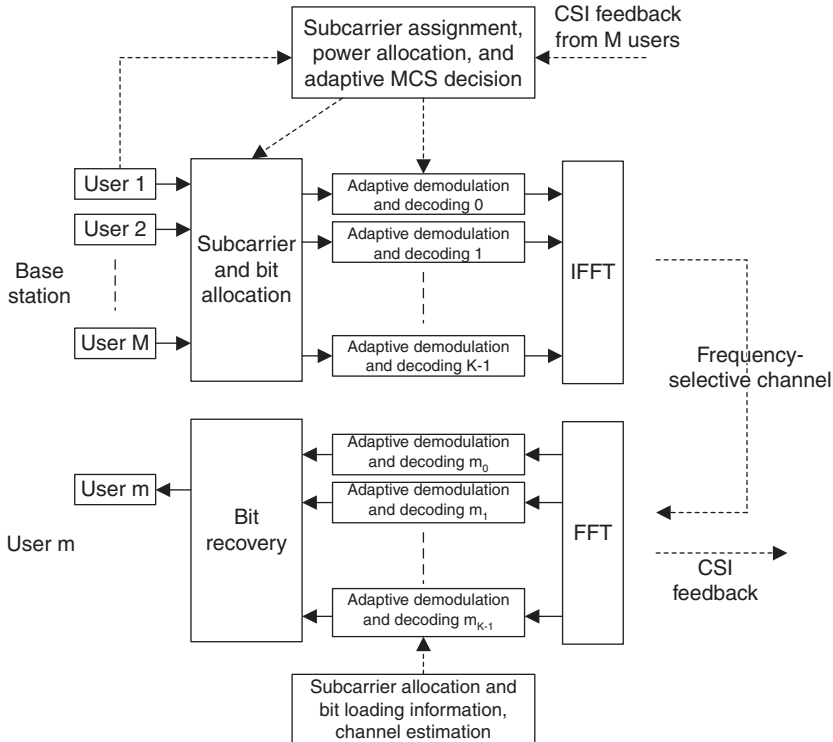 Subcarrier assignment,
power allocation, and
adaptive MCS decision
CSI feedback
from M users
User 1
User 2
Base
station
User M
Subcarrier
and bit
allocation
Adaptive demodulation
and decoding 0
Adaptive demodulation
and decoding 1
Adaptive demodulation
and decoding K-1
IFFT
Frequency-
selective channel
User m
User m
Bit
recovery
Adaptive demodulation
and decoding m₀
Adaptive demodulation
and decoding m₁
Adaptive demodulation
and decoding m_K-1
FFT
CSI
feedback
Subcarrier allocation and
bit loading information,
channel estimation